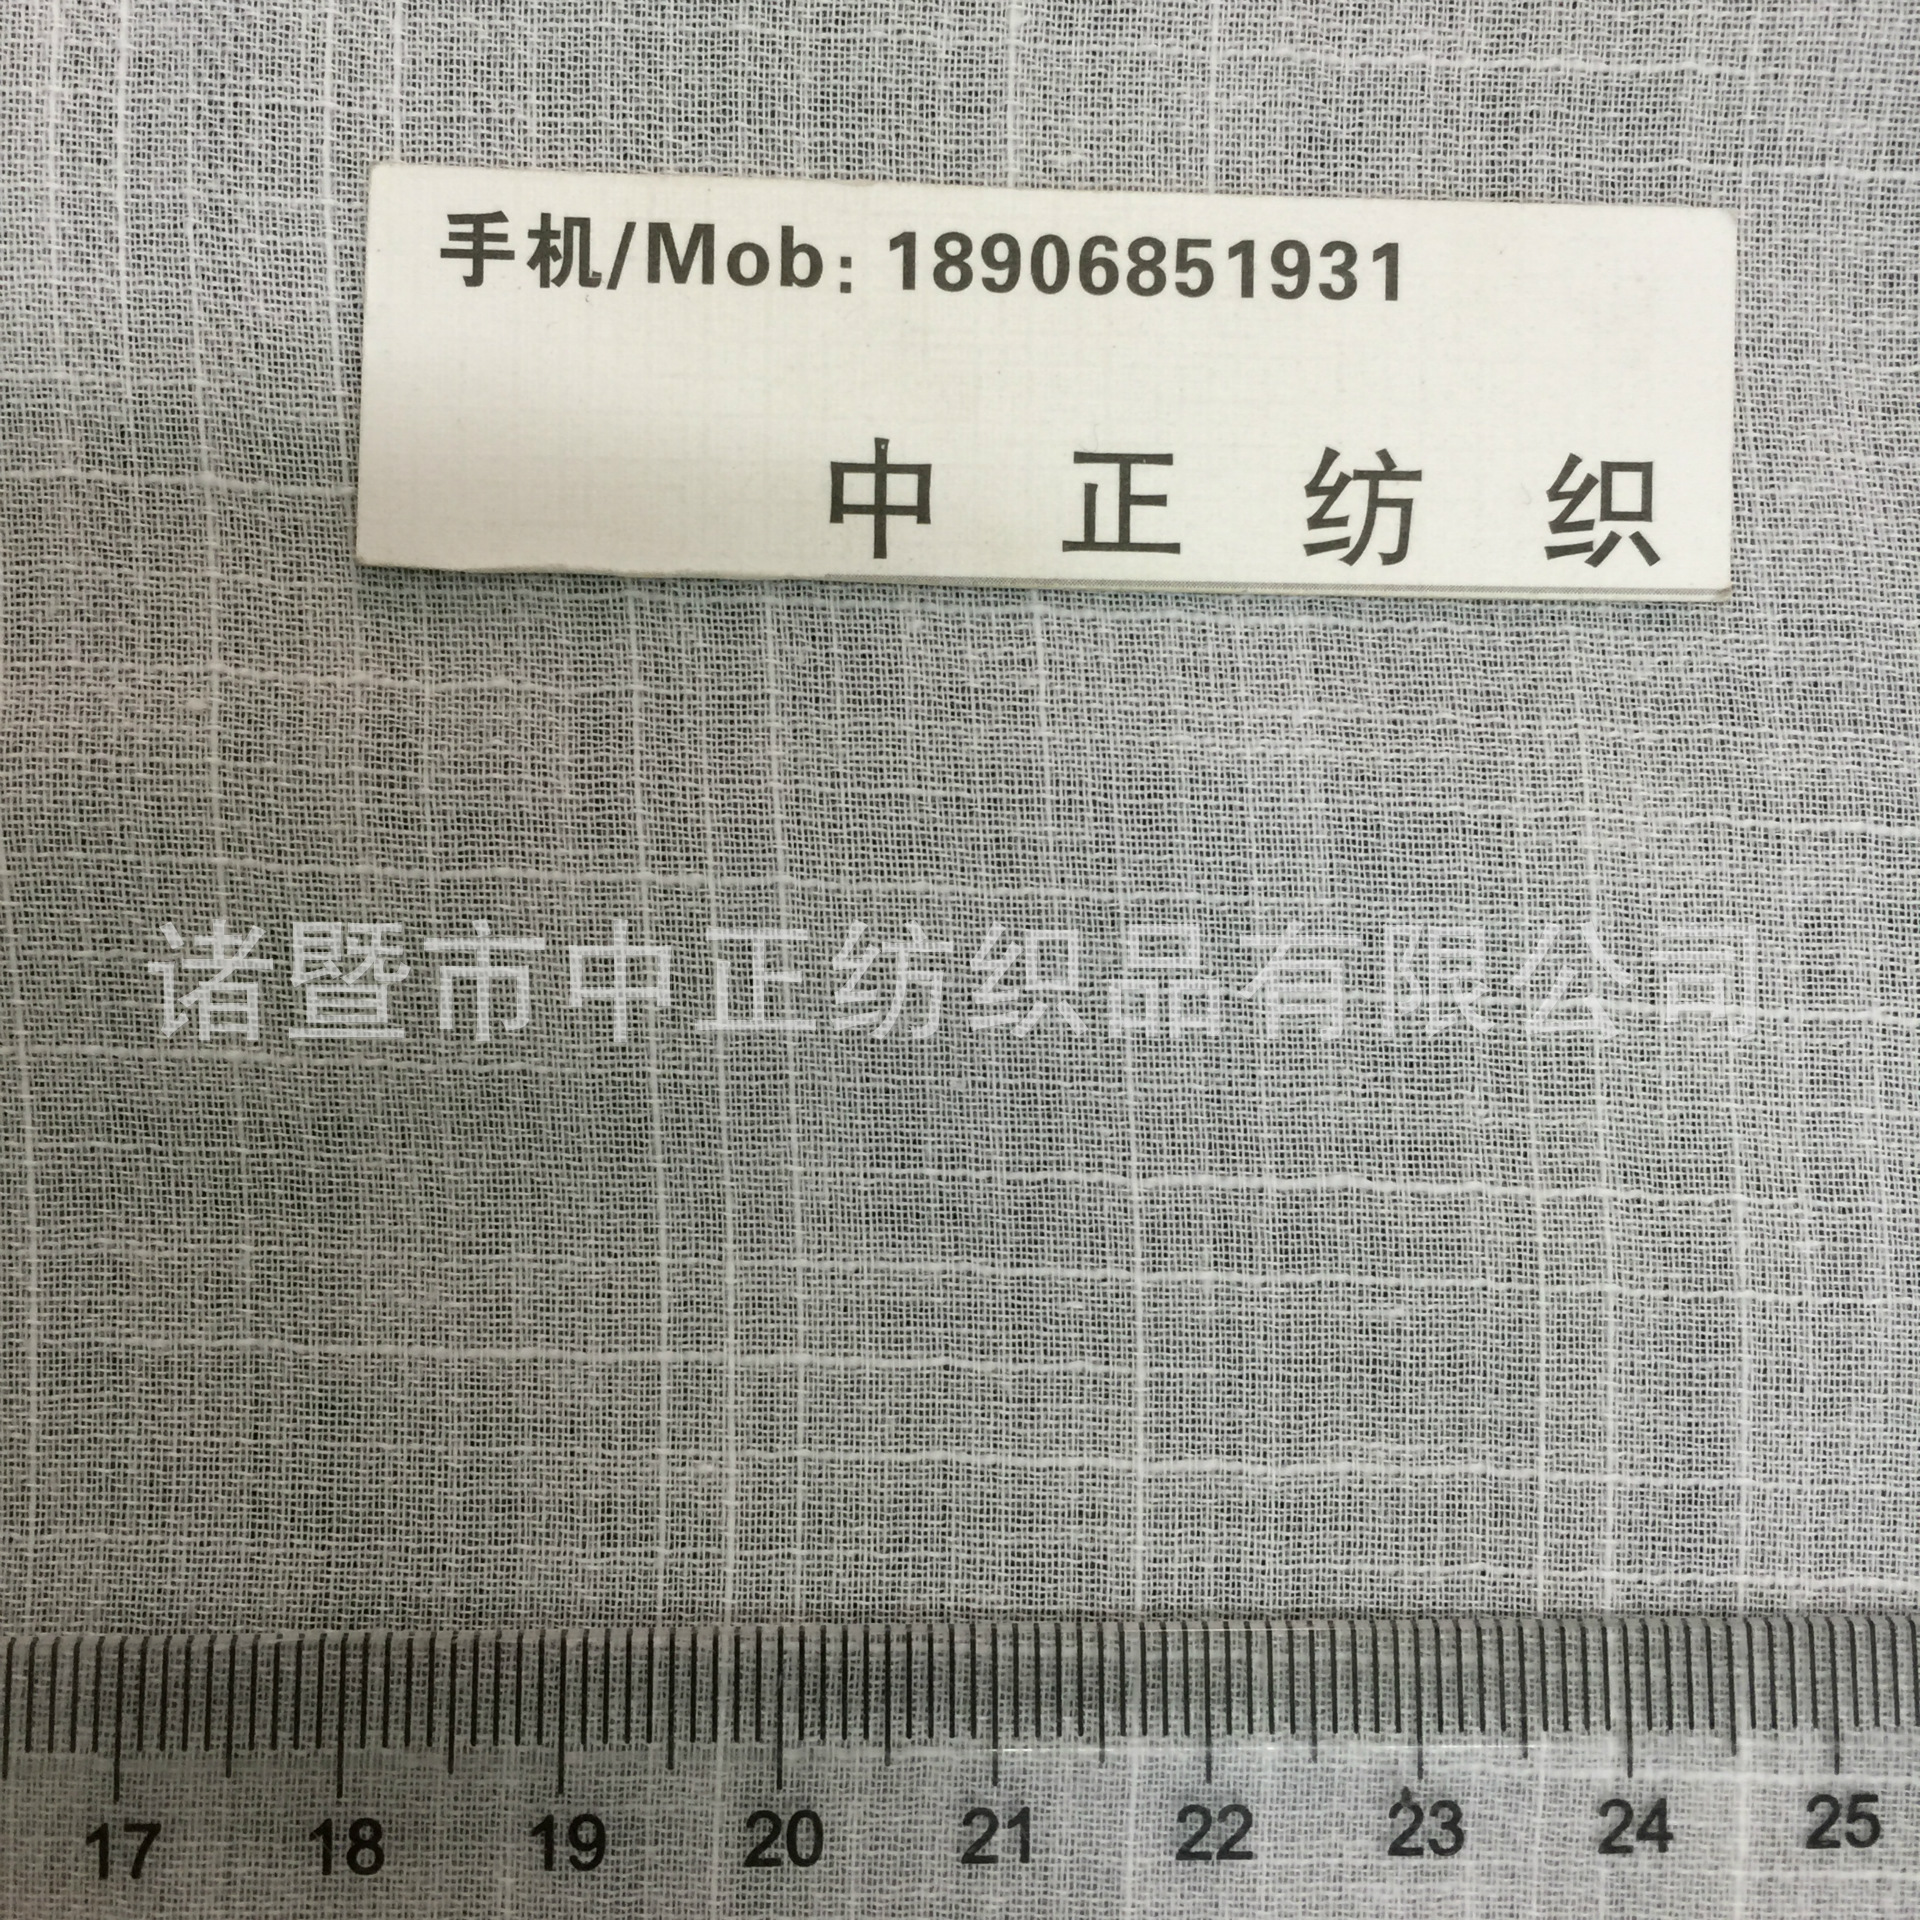 手机/Mob: 18906851931
中正纺织
诸暨市中正纺织品有限公司
17 18 19 20 21 22 23 24 25